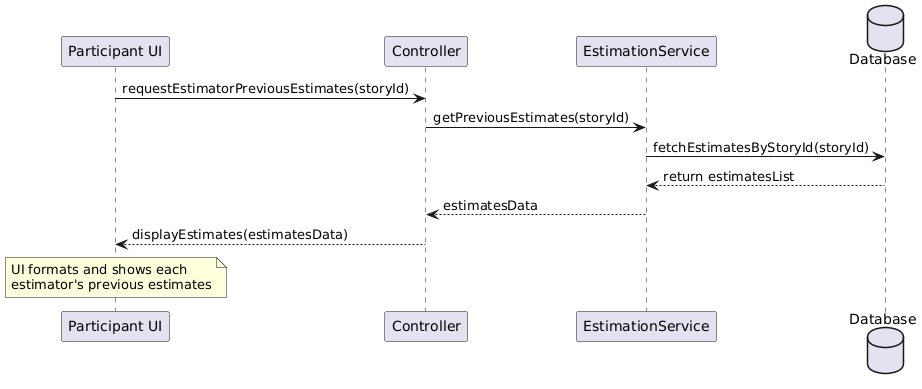 Participant UI
Controller
EstimationService
Database
requestEstimatorPreviousEstimates(storyId)
getPreviousEstimates(storyId)
fetchEstimatesByStoryId(storyId)
return estimatesList
estimatesData
displayEstimates(estimatesData)
UI formats and shows each
estimator's previous estimates
Participant UI
Controller
EstimationService
Database